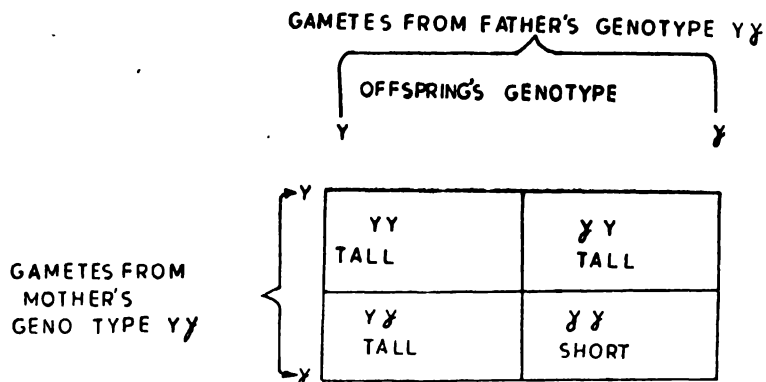 GAMETES FROM FATHER'S GENOTYPE Yy
OFFSPRING'S GENOTYPE
Y y
Y
YY yY
TALL TALL
GAMETES FROM
MOTHER'S
GENO TYPE Yy
Yy yy
TALL SHORT
y